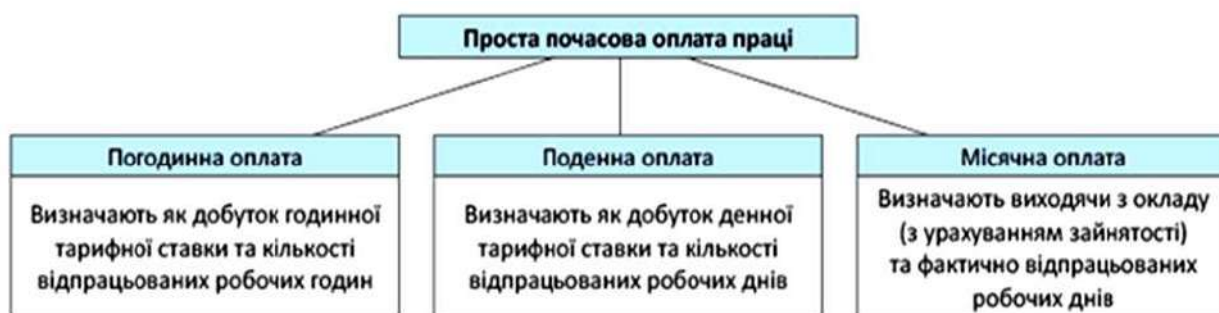 Проста почасова оплата праці
Погодинна оплата
Визначають як добуток годинної
тарифної ставки та кількості
відпрацьованих робочих годин
Поденна оплата
Визначають як добуток денної
тарифної ставки та кількості
відпрацьованих робочих днів
Місячна оплата
Визначають виходячи з окладу
(з урахуванням зайнятості)
та фактично відпрацьованих
робочих днів